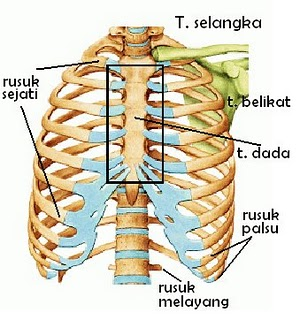 T. selangka
rusuk
sejati
t. belikat
t. dada
rusuk
palsu
rusuk
melayang